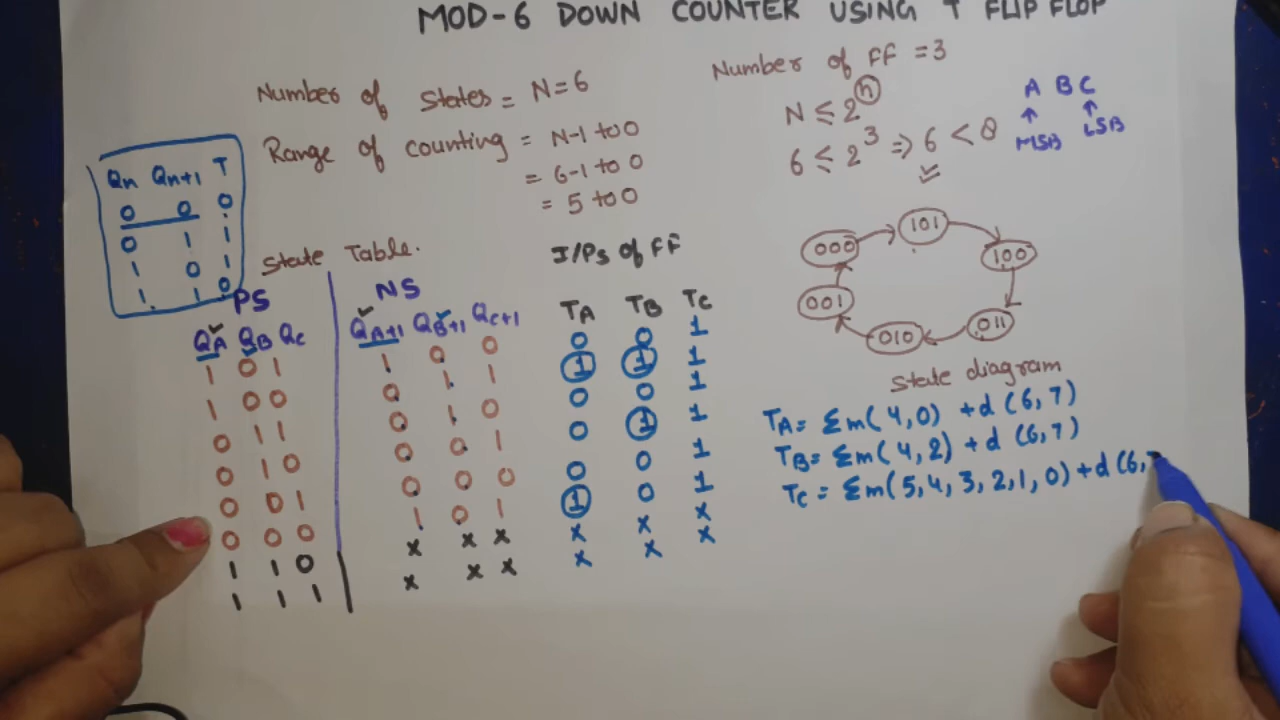 MOD-6 DOWN COUNTER USING T FLIP FLOP
Number of states = N=6
Range of counting = N-1 to 0
= 6-1 to 0
= 5 to 0
Number of FF = 3
N ≤ 2^n
6 ≤ 2^3 => 6 < 8
A B C
↑ ↑
MSB LSB
Qn Qn+1 T
0 0 0
0 1 1
1 0 1
1 1 0
State Table.
I/Ps of FF
PS NS
QA QB QC QA+1 QB+1 QC+1 TA TB TC
1 0 1 1 0 0 0 0 1
1 0 0 0 1 1 1 1 1
0 1 1 0 1 0 0 0 1
0 1 0 0 0 1 0 1 1
0 0 1 0 0 0 0 0 1
0 0 0 1 0 1 1 0 1
1 1 0 x x x x x x
1 1 1 x x x x x x
000 101
100
001
010 011
State diagram
TA = Σm(4,0) + d (6,7)
TB = Σm(4,2) + d (6,7)
TC = Σm(5,4,3,2,1,0) + d (6,